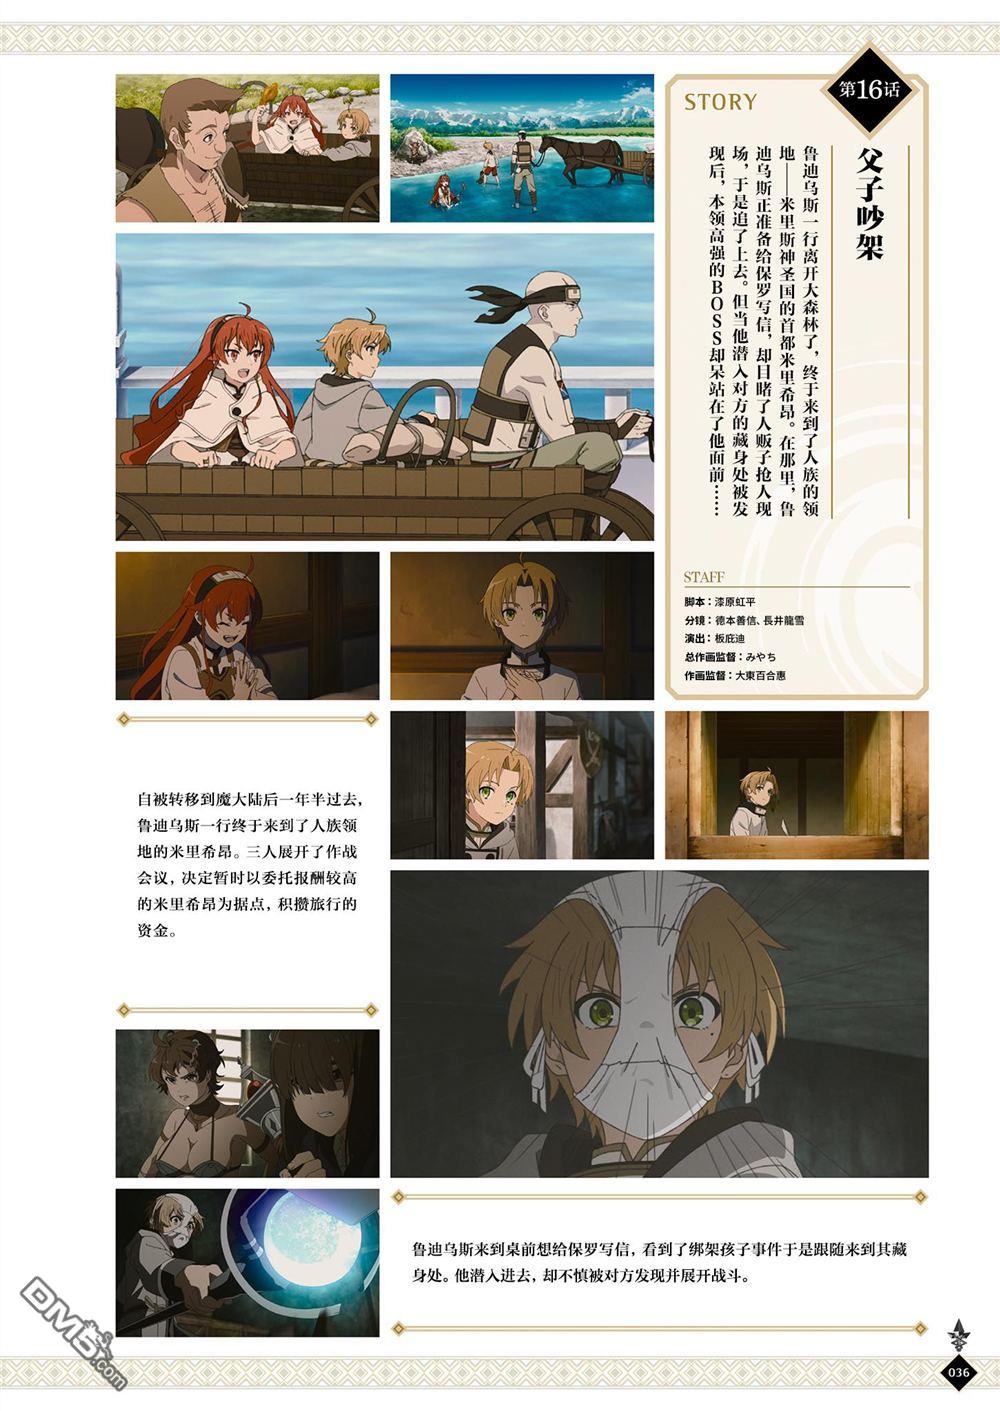 第16话
父子吵架
STORY
鲁迪乌斯一行离开大森林了，终于来到了人族的领
地——米里斯神圣国的首都米里希昂。在那里，鲁
迪乌斯正准备给保罗写信，却目睹了人贩子抢人现
场，于是追了上去。但当他潜入对方的藏身处被发
现后，本领高强的BOSS却呆站在了他面前……
STAFF
脚本：漆原虹平
分镜：德本善信、長井龍雪
演出：板庇迪
总作画监督：みやち
作画监督：大東百合惠
自被转移到魔大陆后一年半过去，
鲁迪乌斯一行终于来到了人族领
地的米里希昂。三人展开了作战
会议，决定暂时以委托报酬较高
的米里希昂为据点，积攒旅行的
资金。
鲁迪乌斯来到桌前想给保罗写信，看到了绑架孩子事件于是跟随来到其藏
身处。他潜入进去，却不慎被对方发现并展开战斗。
DM5.com
036